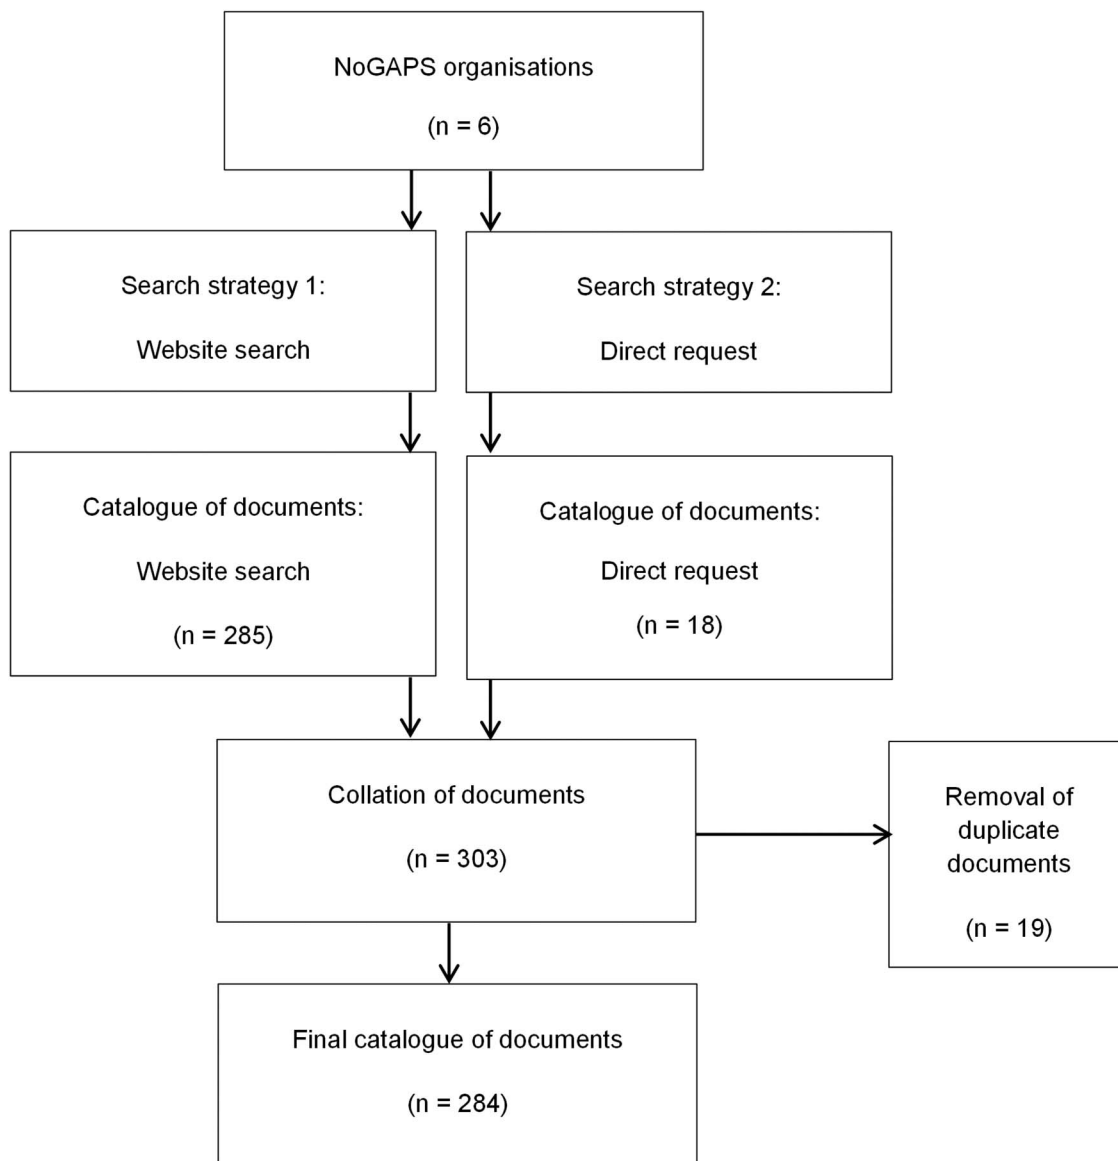 NoGAPS organisations
(n = 6)
Search strategy 1:
Website search
Search strategy 2:
Direct request
Catalogue of documents:
Website search
(n = 285)
Catalogue of documents:
Direct request
(n = 18)
Collation of documents
(n = 303)
Removal of
duplicate
documents
(n = 19)
Final catalogue of documents
(n = 284)